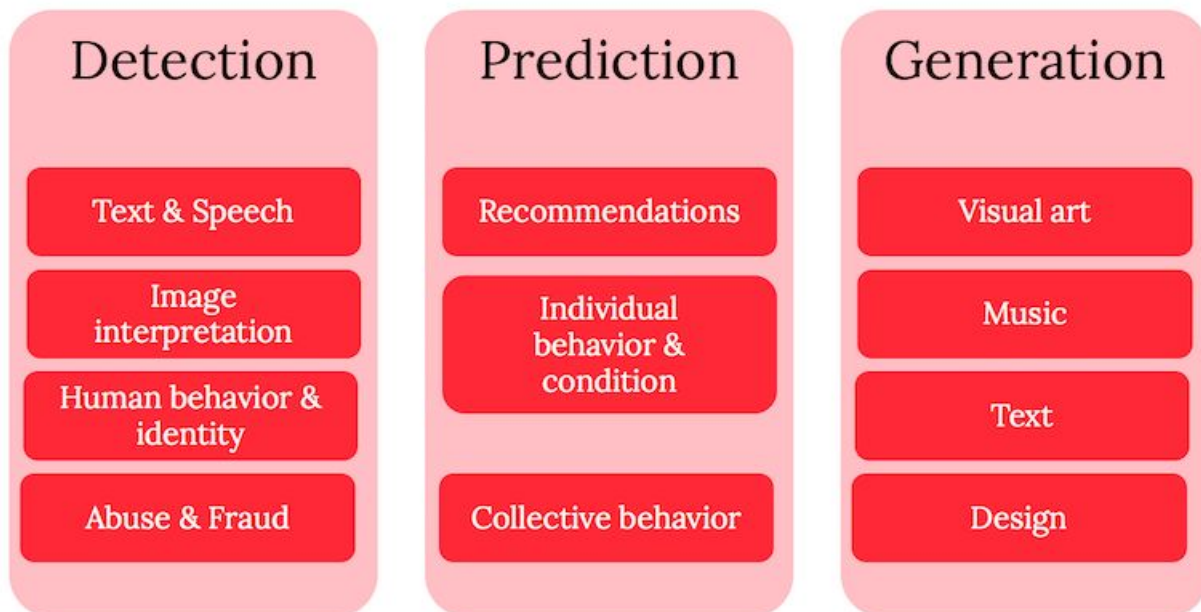 Detection
Text & Speech
Image
interpretation
Human behavior &
identity
Abuse & Fraud
Prediction
Recommendations
Individual
behavior &
condition
Collective behavior
Generation
Visual art
Music
Text
Design